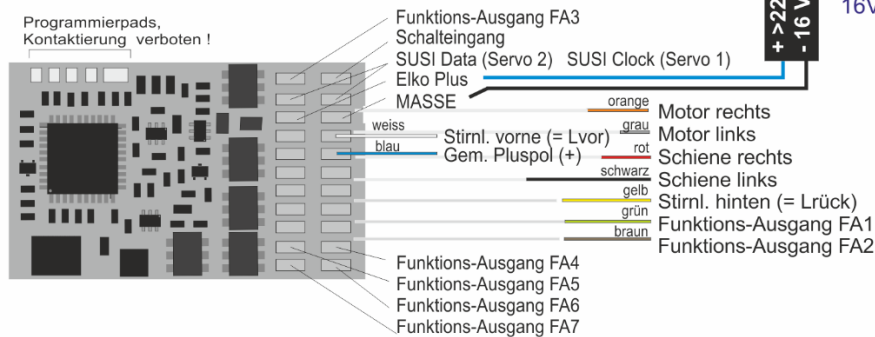 Programmierpads,
Kontaktierung verboten !
Funktions-Ausgang FA3
Schalteingang
SUSI Data (Servo 2) SUSI Clock (Servo 1)
Elko Plus
MASSE
+ >22
- 16 V
16V
orange
Motor rechts
weiss
Stirnl. vorne (= Lvor)
grau
Motor links
blau
Gem. Pluspol (+)
rot
Schiene rechts
schwarz
Schiene links
gelb
Stirnl. hinten (= Lrück)
grün
Funktions-Ausgang FA1
braun
Funktions-Ausgang FA2
Funktions-Ausgang FA4
Funktions-Ausgang FA5
Funktions-Ausgang FA6
Funktions-Ausgang FA7